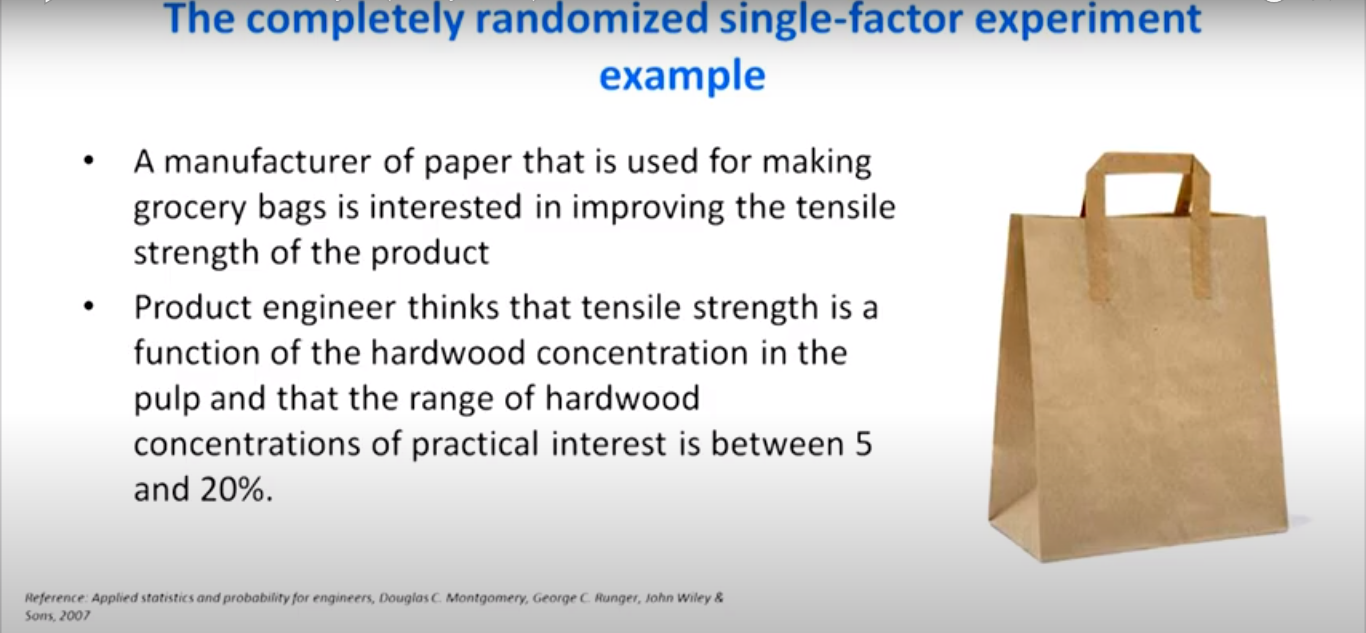 The completely randomized single-factor experiment
example
• A manufacturer of paper that is used for making
grocery bags is interested in improving the tensile
strength of the product
• Product engineer thinks that tensile strength is a
function of the hardwood concentration in the
pulp and that the range of hardwood
concentrations of practical interest is between 5
and 20%.
Reference: Applied statistics and probability for engineers, Douglas C. Montgomery, George C. Runger, John Wiley &
Sons, 2007